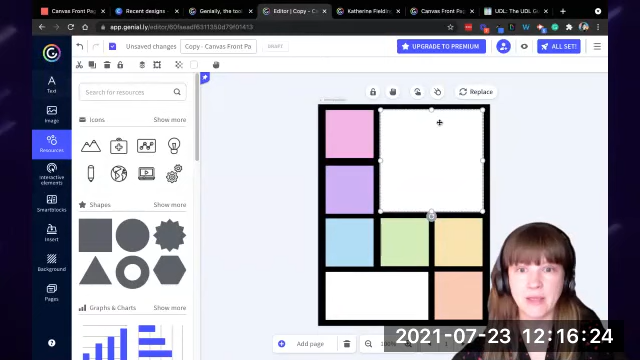 Canvas Front Pa
Recent designs -
Genially, the too
Editor | Copy - C
Katherine Fieldin
Canvas Front Pa
UDL: The UDL G
app.genial.ly/editor/60f5eadf6311350d79f01413
Unsaved changes
Copy - Canvas Front Pa
DRAFT
UPGRADE TO PREMIUM
ALL SET!
Text
Image
Resources
Interactive
elements
Smartblocks
Insert
Background
Pages
Search for resources
Icons
Show more
Shapes
Show more
Graphs & Charts
Show more
Replace
Add page
2021-07-23 12:16:24